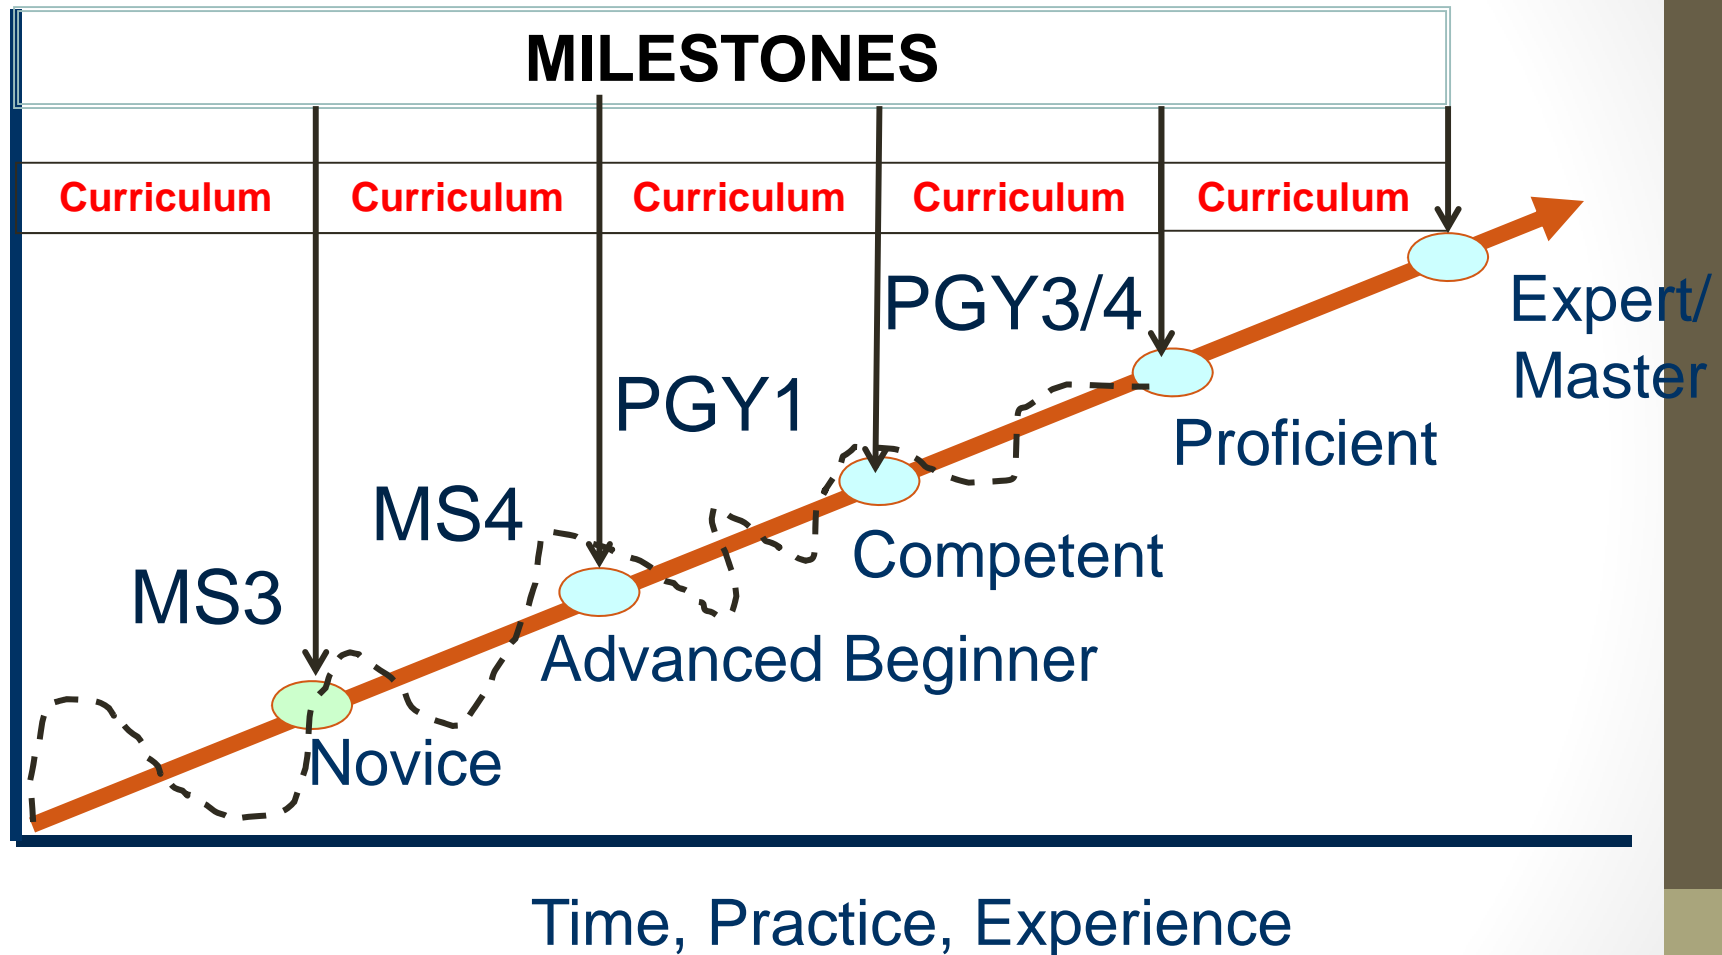 MILESTONES
Curriculum Curriculum Curriculum Curriculum Curriculum
PGY3/4
Expert/
Master
PGY1
Proficient
MS4
Competent
MS3
Advanced Beginner
Novice
Time, Practice, Experience